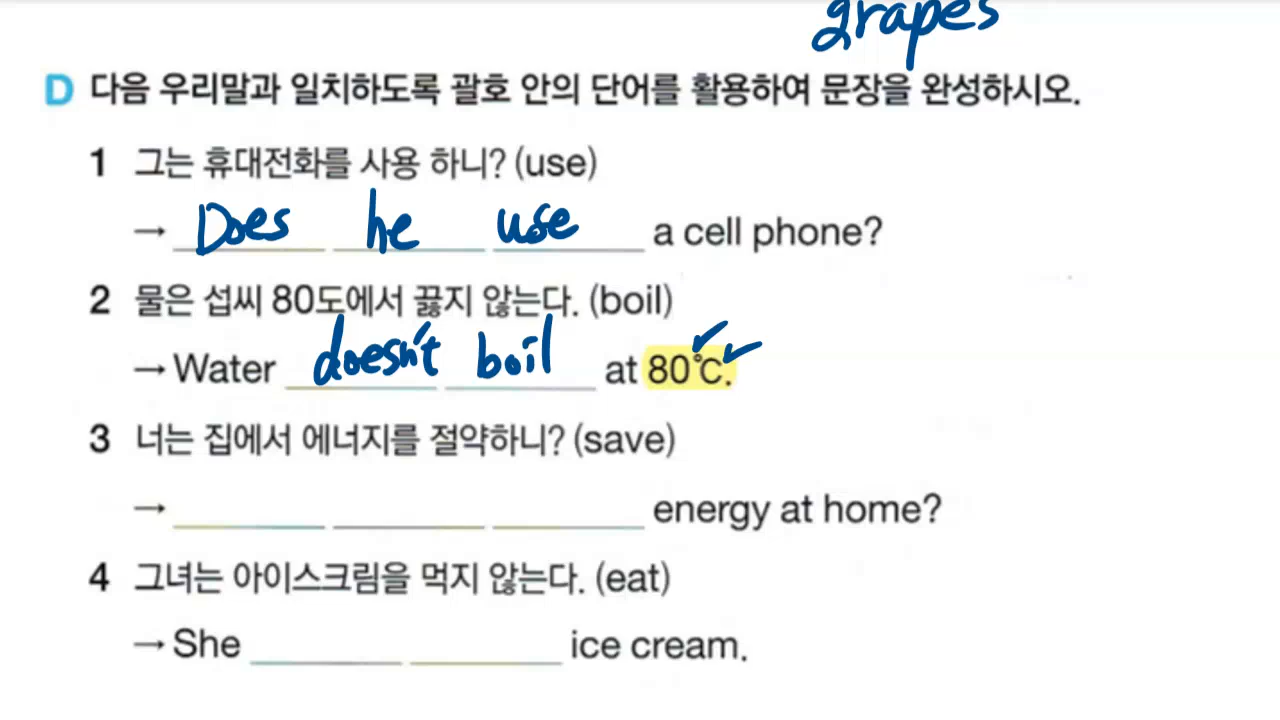 grapes
D 다음 우리말과 일치하도록 괄호 안의 단어를 활용하여 문장을 완성하시오.
1 그는 휴대전화를 사용 하니? (use)
→ Does he use a cell phone?
2 물은 섭씨 80도에서 끓지 않는다. (boil)
→ Water doesn't boil at 80℃.
3 너는 집에서 에너지를 절약하니? (save)
→ energy at home?
4 그녀는 아이스크림을 먹지 않는다. (eat)
→ She ice cream.